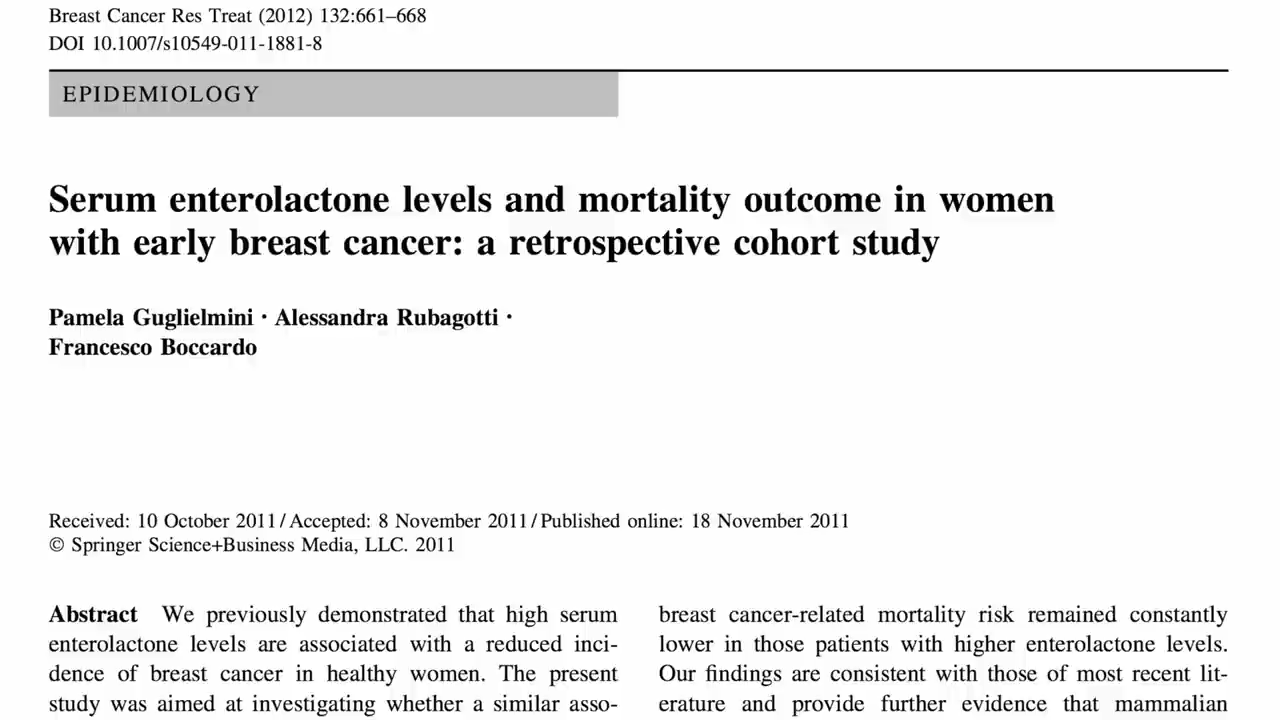 Breast Cancer Res Treat (2012) 132:661–668
DOI 10.1007/s10549-011-1881-8
EPIDEMIOLOGY
Serum enterolactone levels and mortality outcome in women
with early breast cancer: a retrospective cohort study
Pamela Guglielmini · Alessandra Rubagotti ·
Francesco Boccardo
Received: 10 October 2011 / Accepted: 8 November 2011 / Published online: 18 November 2011
© Springer Science+Business Media, LLC. 2011
Abstract We previously demonstrated that high serum
enterolactone levels are associated with a reduced inci-
dence of breast cancer in healthy women. The present
study was aimed at investigating whether a similar asso-
breast cancer-related mortality risk remained constantly
lower in those patients with higher enterolactone levels.
Our findings are consistent with those of most recent lit-
erature and provide further evidence that mammalian